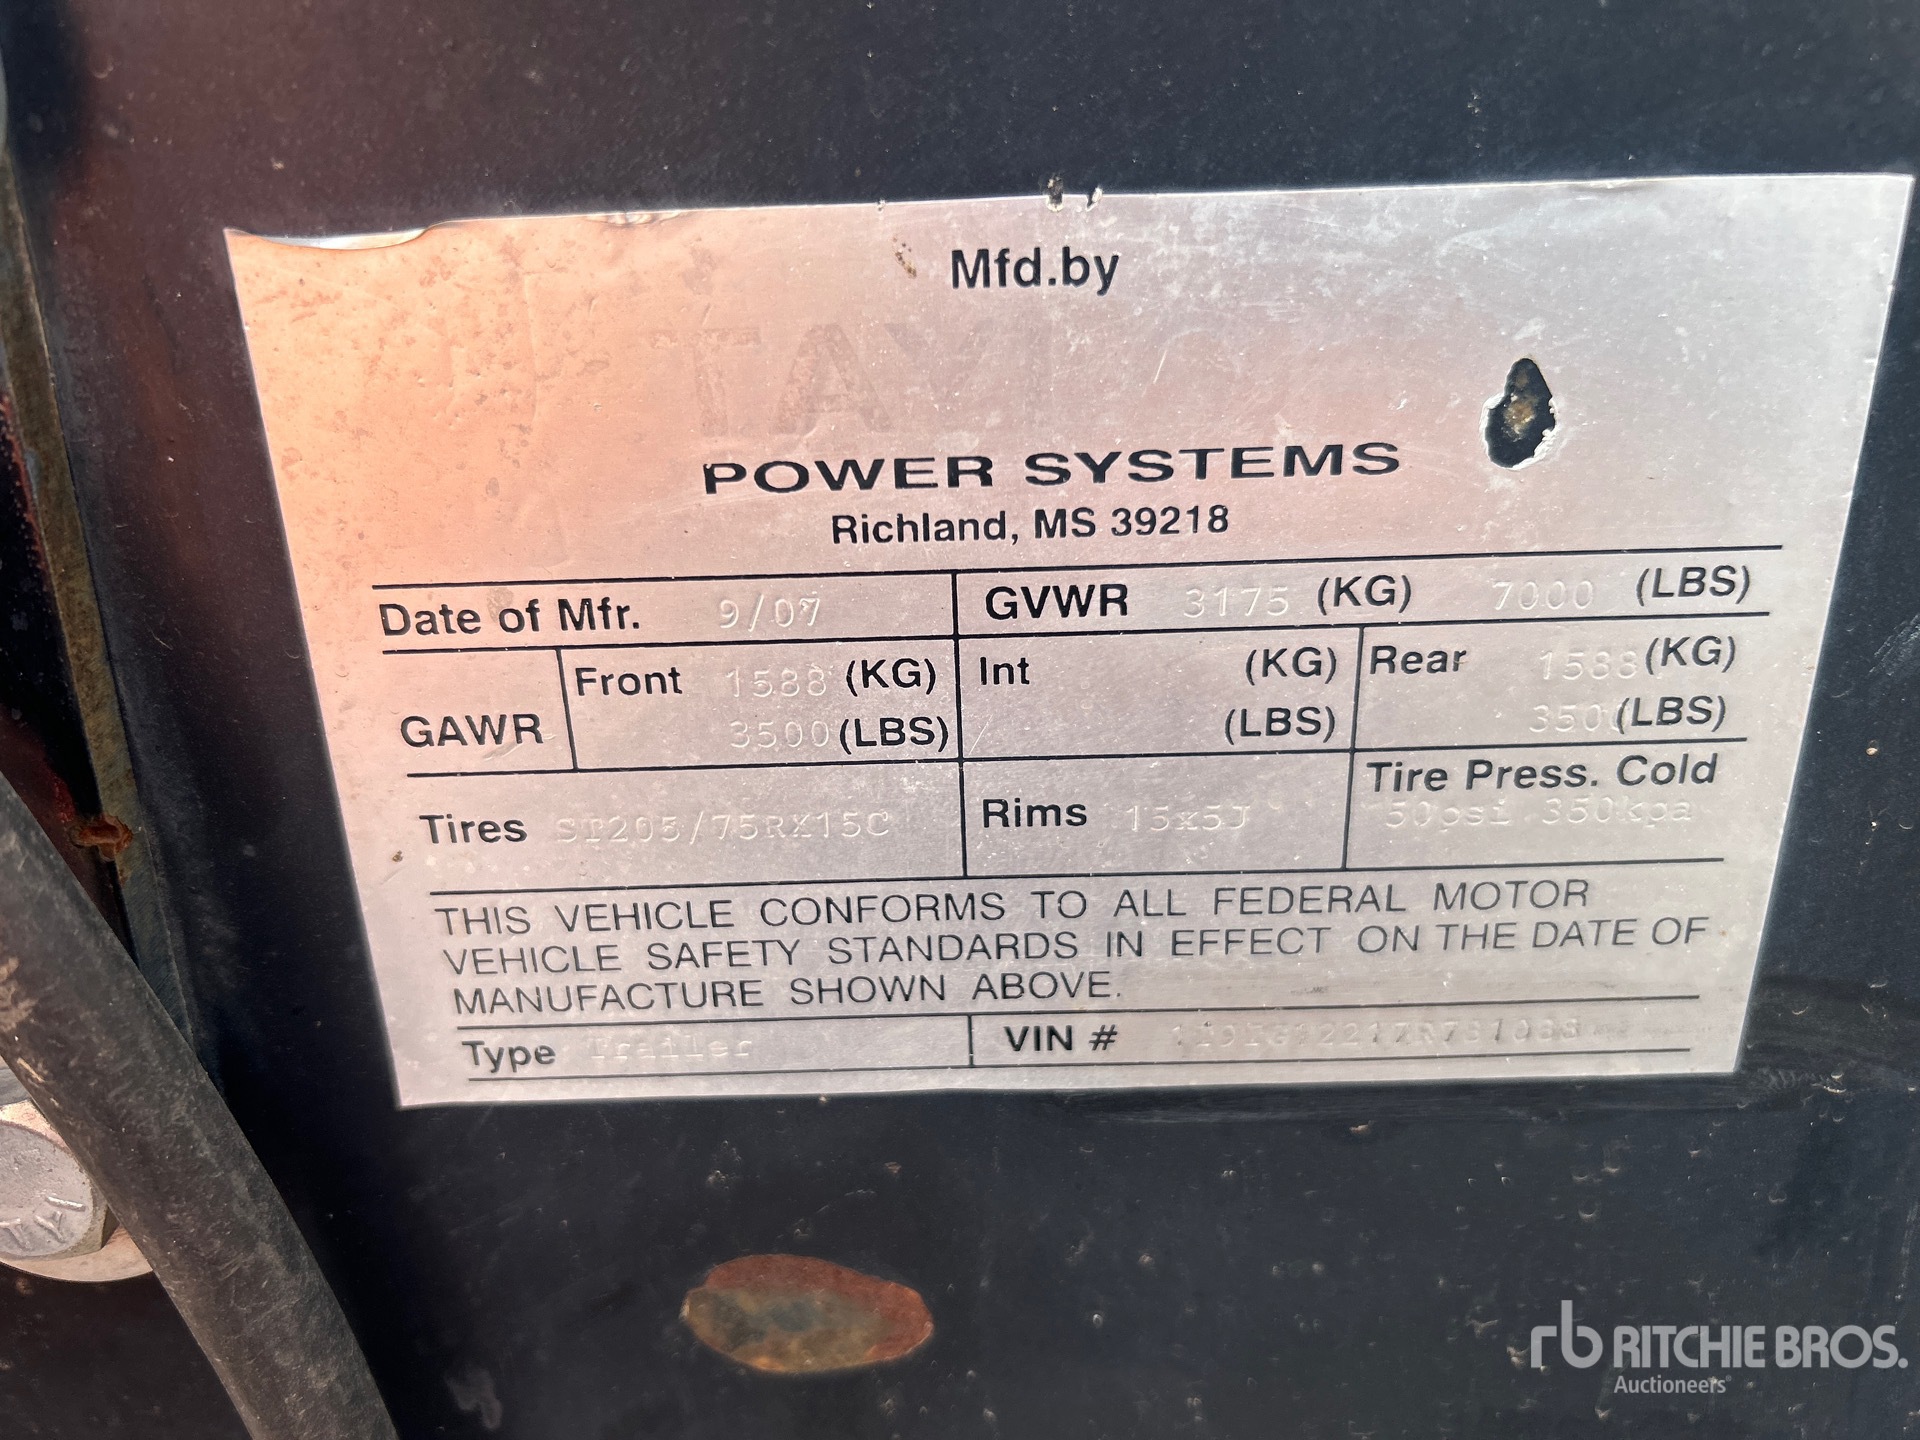 Mfd.by
POWER SYSTEMS
Richland, MS 39218
Date of Mfr. 9/07 GVWR 3175 (KG) 7000 (LBS)
GAWR Front 1588 (KG) Int (KG) Rear 1588 (KG)
3500 (LBS) (LBS) 3500 (LBS)
Tires ST205/75RX15C Rims 15x5J Tire Press. Cold
50psi 350kpa
THIS VEHICLE CONFORMS TO ALL FEDERAL MOTOR
VEHICLE SAFETY STANDARDS IN EFFECT ON THE DATE OF
MANUFACTURE SHOWN ABOVE.
Type Trailer VIN #
rb RITCHIE BROS.
Auctioneers